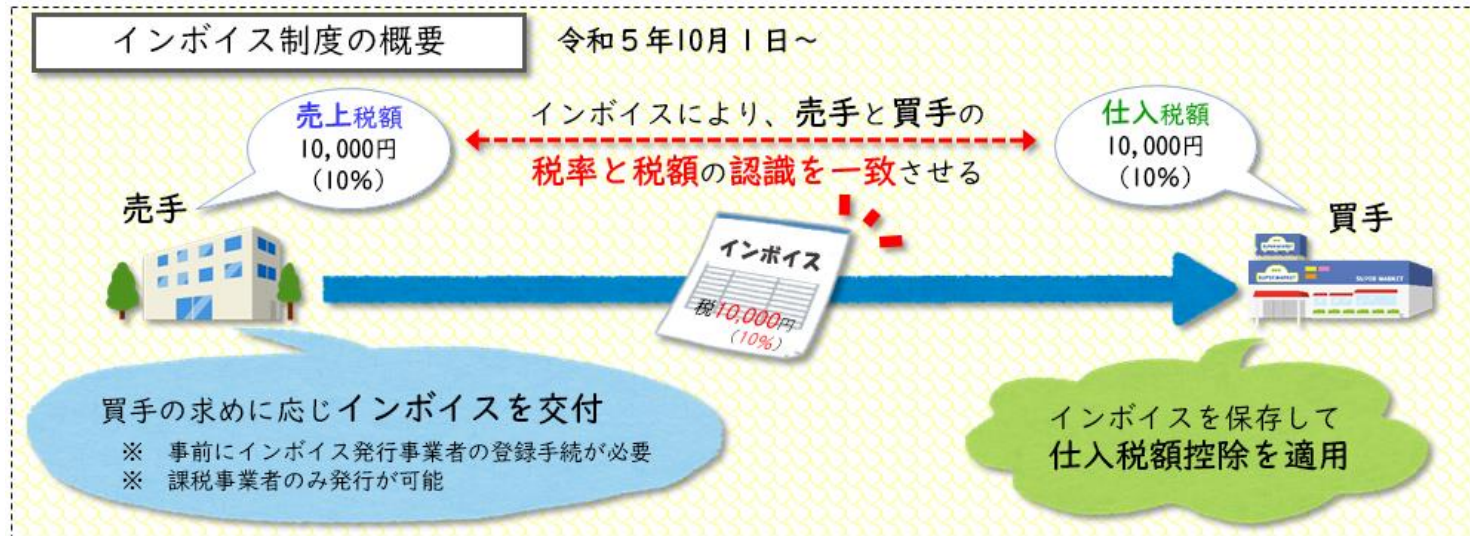 インボイス制度の概要
令和5年10月1日~
売上税額
10,000円
(10%)
インボイスにより、売手と買手の
税率と税額の認識を一致させる
仕入税額
10,000円
(10%)
売手
買手
インボイス
税10,000円
(10%)
SUPERMARKET
SUPERMARKET
SUPER MARKET
買手の求めに応じインボイスを交付
※ 事前にインボイス発行事業者の登録手続が必要
※ 課税事業者のみ発行が可能
インボイスを保存して
仕入税額控除を適用